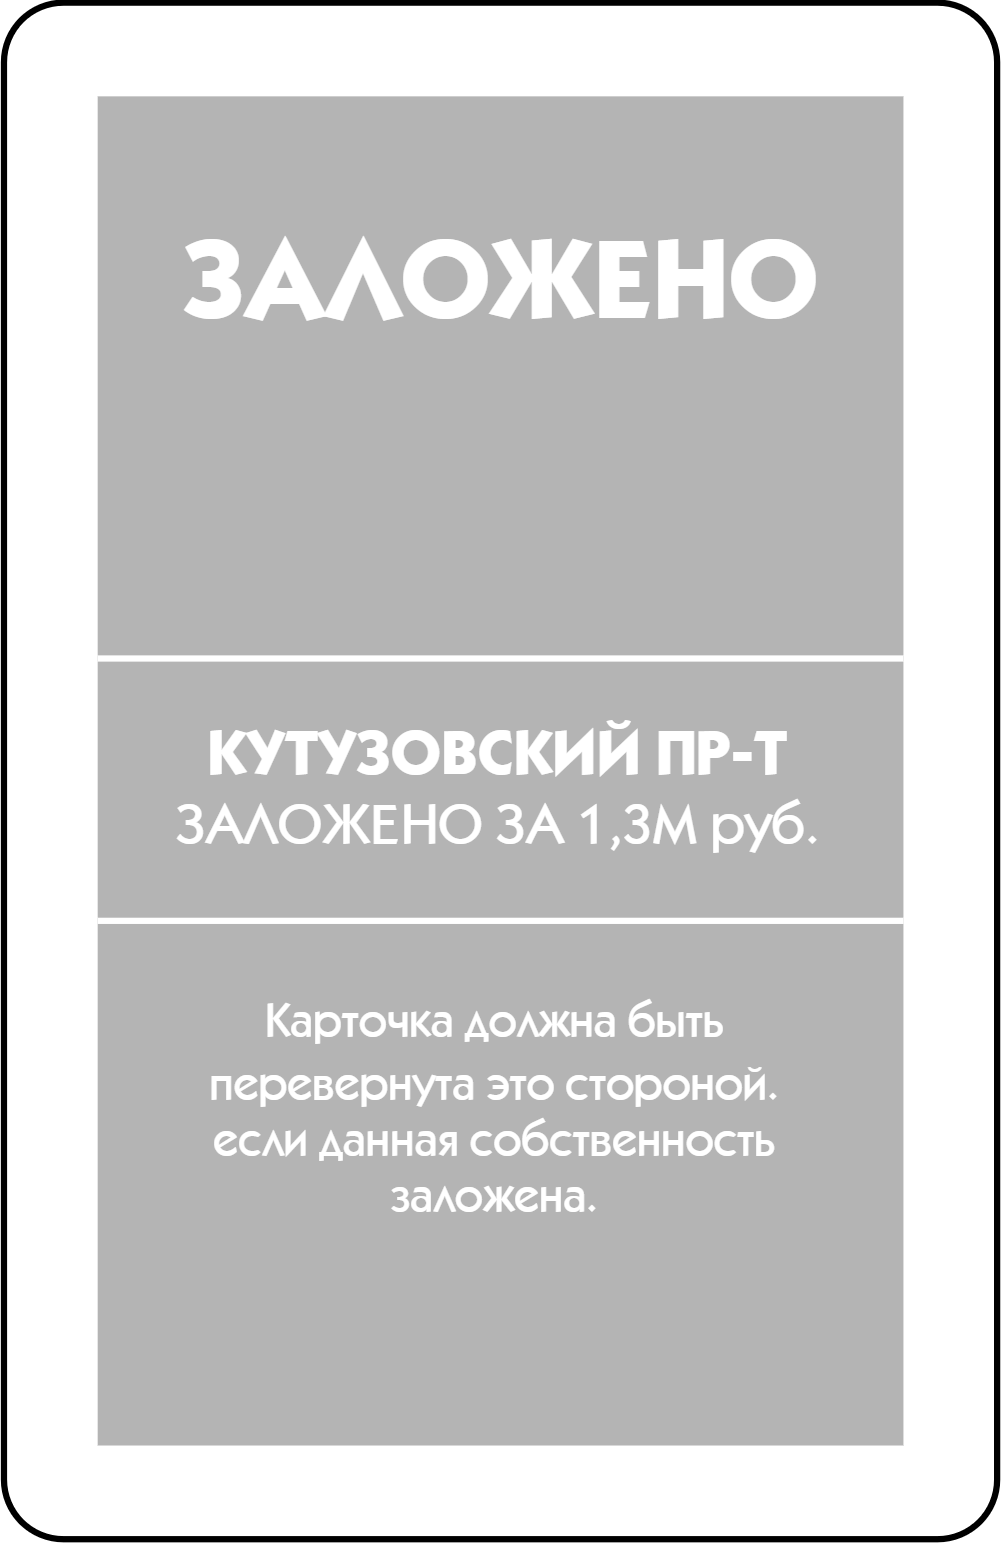 ЗАЛОЖЕНО
КУТУЗОВСКИЙ ПР-Т
ЗАЛОЖЕНО ЗА 1,3М руб.
Карточка должна быть
перевернута это стороной.
если данная собственность
заложена.